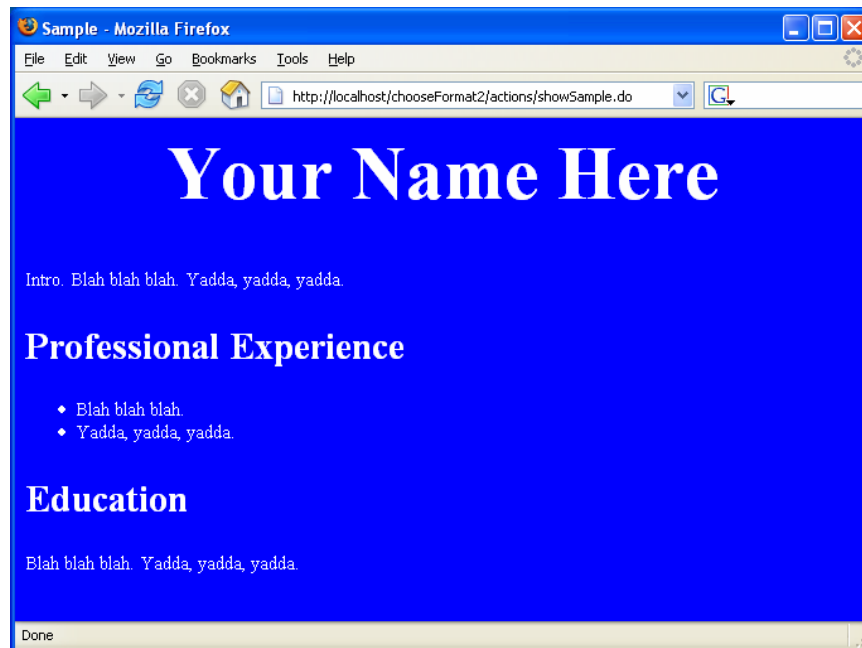 Sample - Mozilla Firefox
File Edit View Go Bookmarks Tools Help
http://localhost/chooseFormat2/actions/showSample.do G
Your Name Here
Intro. Blah blah blah. Yadda, yadda, yadda.
Professional Experience
Blah blah blah.
Yadda, yadda, yadda.
Education
Blah blah blah. Yadda, yadda, yadda.
Done